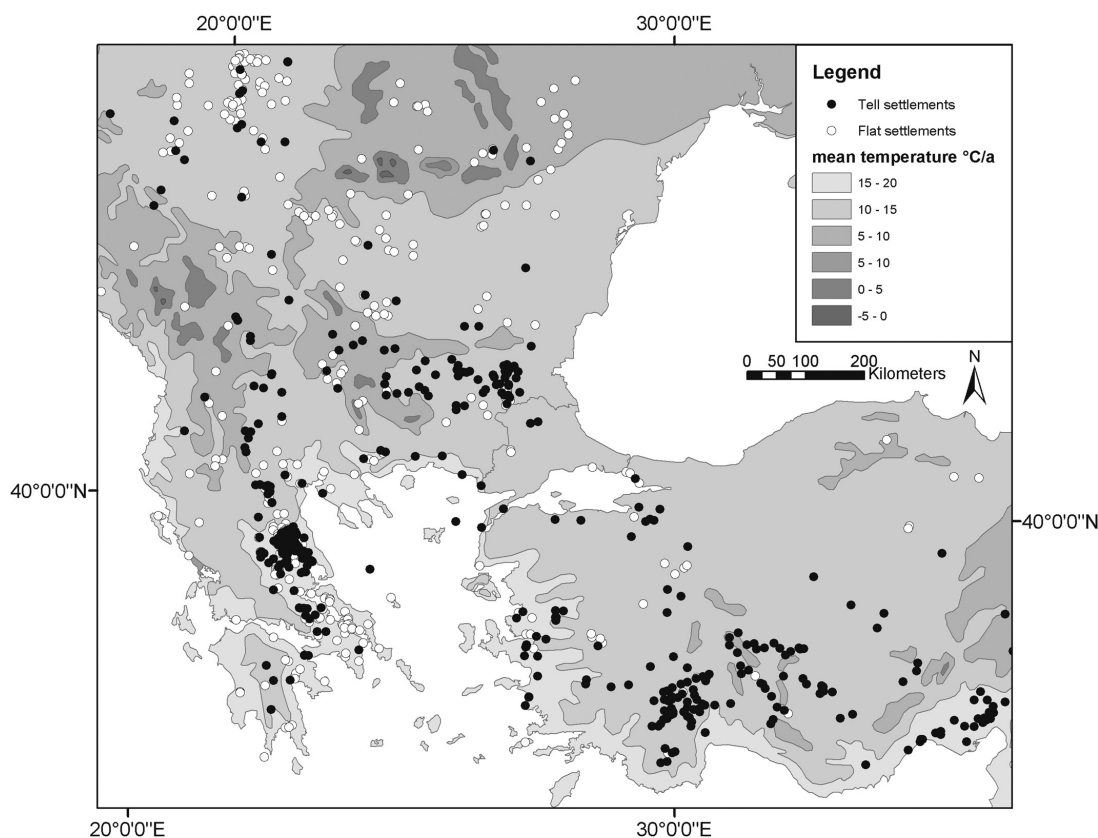 20°0'0"E 30°0'0"E
Legend
Tell settlements
Flat settlements
mean temperature °C/a
15 - 20
10 - 15
5 - 10
5 - 10
0 - 5
-5 - 0
0 50 100 200 Kilometers
N
40°0'0"N
40°0'0"N
20°0'0"E 30°0'0"E